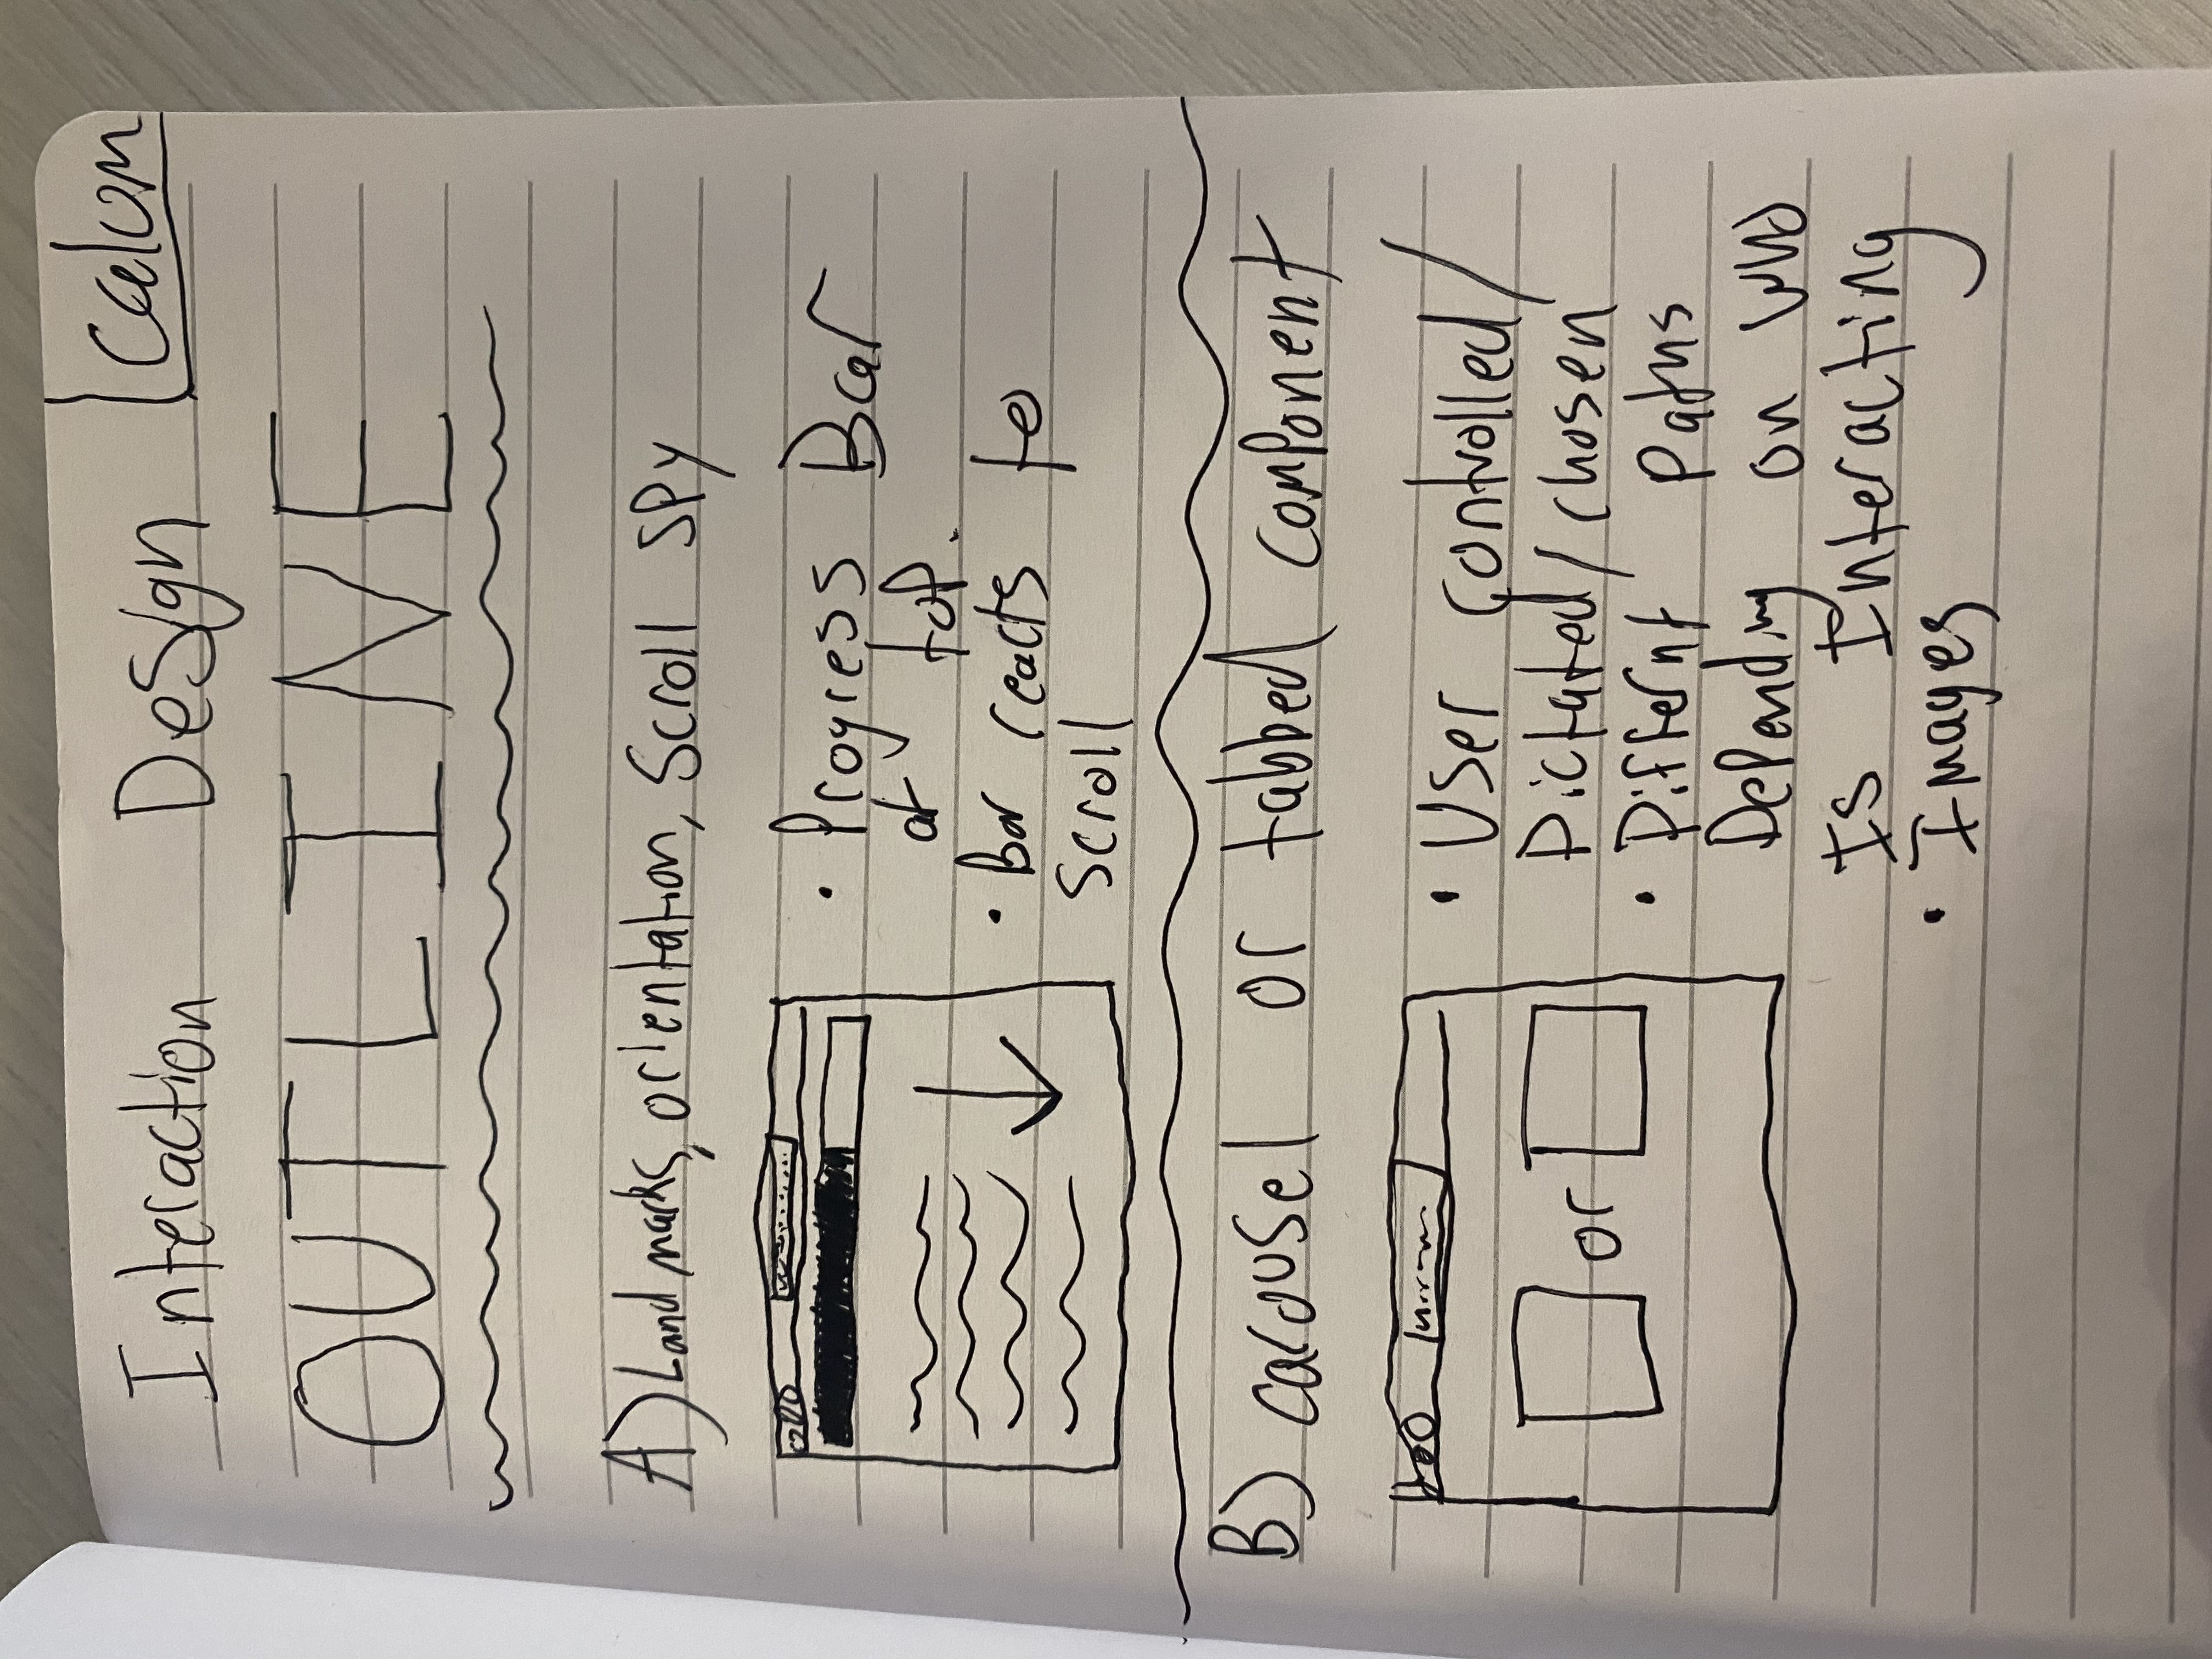 Interaction Design
Calum
OUTLINE
A) Landmarks, orientation, Scroll SPy
• Progress Bar
at top.
• Bar reacts to
Scroll
B) carousel or tabbed component
or
• User controlled/
Dictated/chosen
• Differnt Paths
Depending on who
Is Interacting
• Images